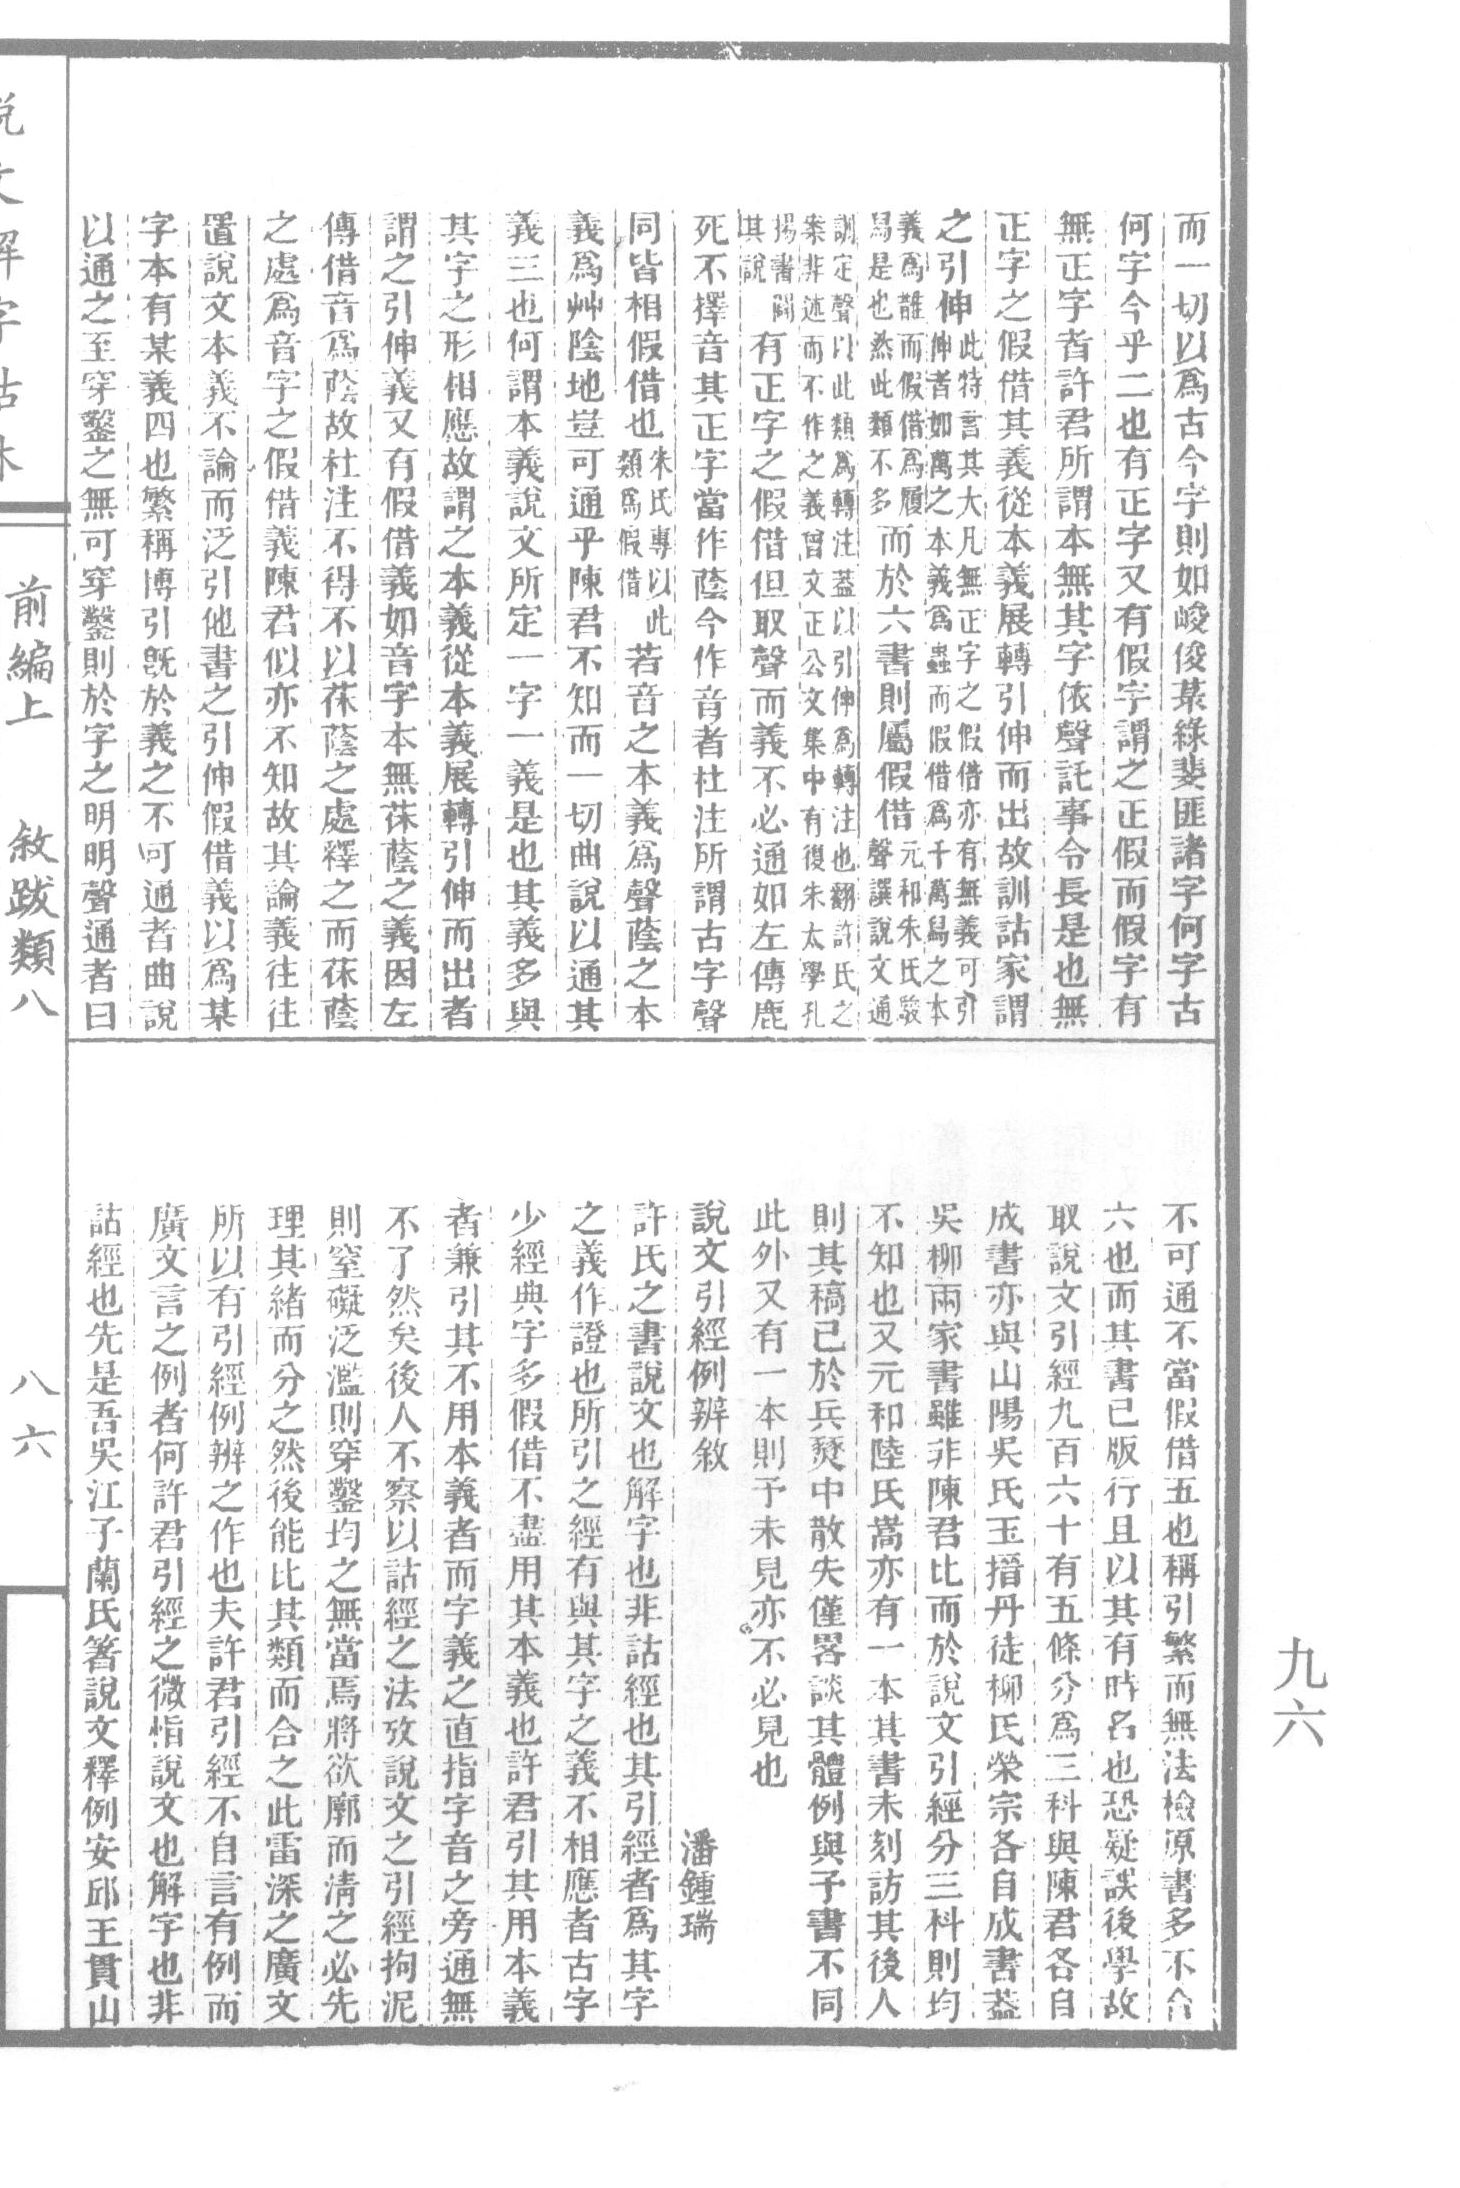 而一切以爲古今字則如峻俊菉綠斐匪諸字何字古
何字今乎二也有正字又有假字謂之正假而假字有
無正字者許君所謂本無其字依聲託事令長是也無
正字之假借其義從本義展轉引伸而出故訓詁家謂
之引伸此特言其大凡無正字之假借亦有無義可引
伸者如萬之本義爲蟲而假借爲千萬舄之本
義爲䧿而假借爲履
舄是也然此類不多而於六書則屬假借元和朱氏駿
聲譔說文通
訓定聲以此類爲轉注葢以引伸爲轉注也翻許氏之
案非述而不作之義曾文正公文集中有復朱太學孔
揚書闢
其說有正字之假借但取聲而義不必通如左傳鹿
死不擇音其正字當作蔭今作音者杜注所謂古字聲
同皆相假借也朱氏專以此
類爲假借若音之本義爲聲蔭之本
義爲艸陰地豈可通乎陳君不知而一切曲說以通其
義三也何謂本義說文所定一字一義是也其義多與
其字之形相應故謂之本義從本義展轉引伸而出者
謂之引伸義又有假借義如音字本無茠蔭之義因左
傳借音爲蔭故杜注不得不以茠蔭之處釋之而茠蔭
之處爲音字之假借義陳君似亦不知故其論義往往
置說文本義不論而泛引他書之引伸假借義以爲某
字本有某義四也繁稱博引旣於義之不可通者曲說
以通之至穿鑿之無可穿鑿則於字之明明聲通者曰
不可通不當假借五也稱引繁而無法檢原書多不合
六也而其書已版行且以其有時名也恐疑誤後學故
取說文引經九百六十有五條分爲三科與陳君各自
成書亦與山陽吳氏玉搢丹徒柳氏榮宗各自成書葢
吳柳兩家書雖非陳君比而於說文引經分三科則均
不知也又元和陸氏嵩亦有一本其書未刻訪其後人
則其稿已於兵燹中散失僅畧談其體例與予書不同
此外又有一本則予未見亦不必見也
說文引經例辨敘
潘鍾瑞
許氏之書說文也解字也非詁經也其引經者爲其字
之義作證也所引之經有與其字之義不相應者古字
少經典字多假借不盡用其本義也許君引其用本義
者兼引其不用本義者而字義之直指字音之旁通無
不了然矣後人不察以詁經之法攷說文之引經拘泥
則窒礙泛濫則穿鑿均之無當焉將欲廓而清之必先
理其緒而分之然後能比其類而合之此雷深之廣文
所以有引經例辨之作也夫許君引經不自言有例而
廣文言之例者何許君引經之微恉說文也解字也非
詁經也先是吾吳江子蘭氏箸說文釋例安邱王貫山
說文解字詁林
前編上
敘跋類八
八六
九六